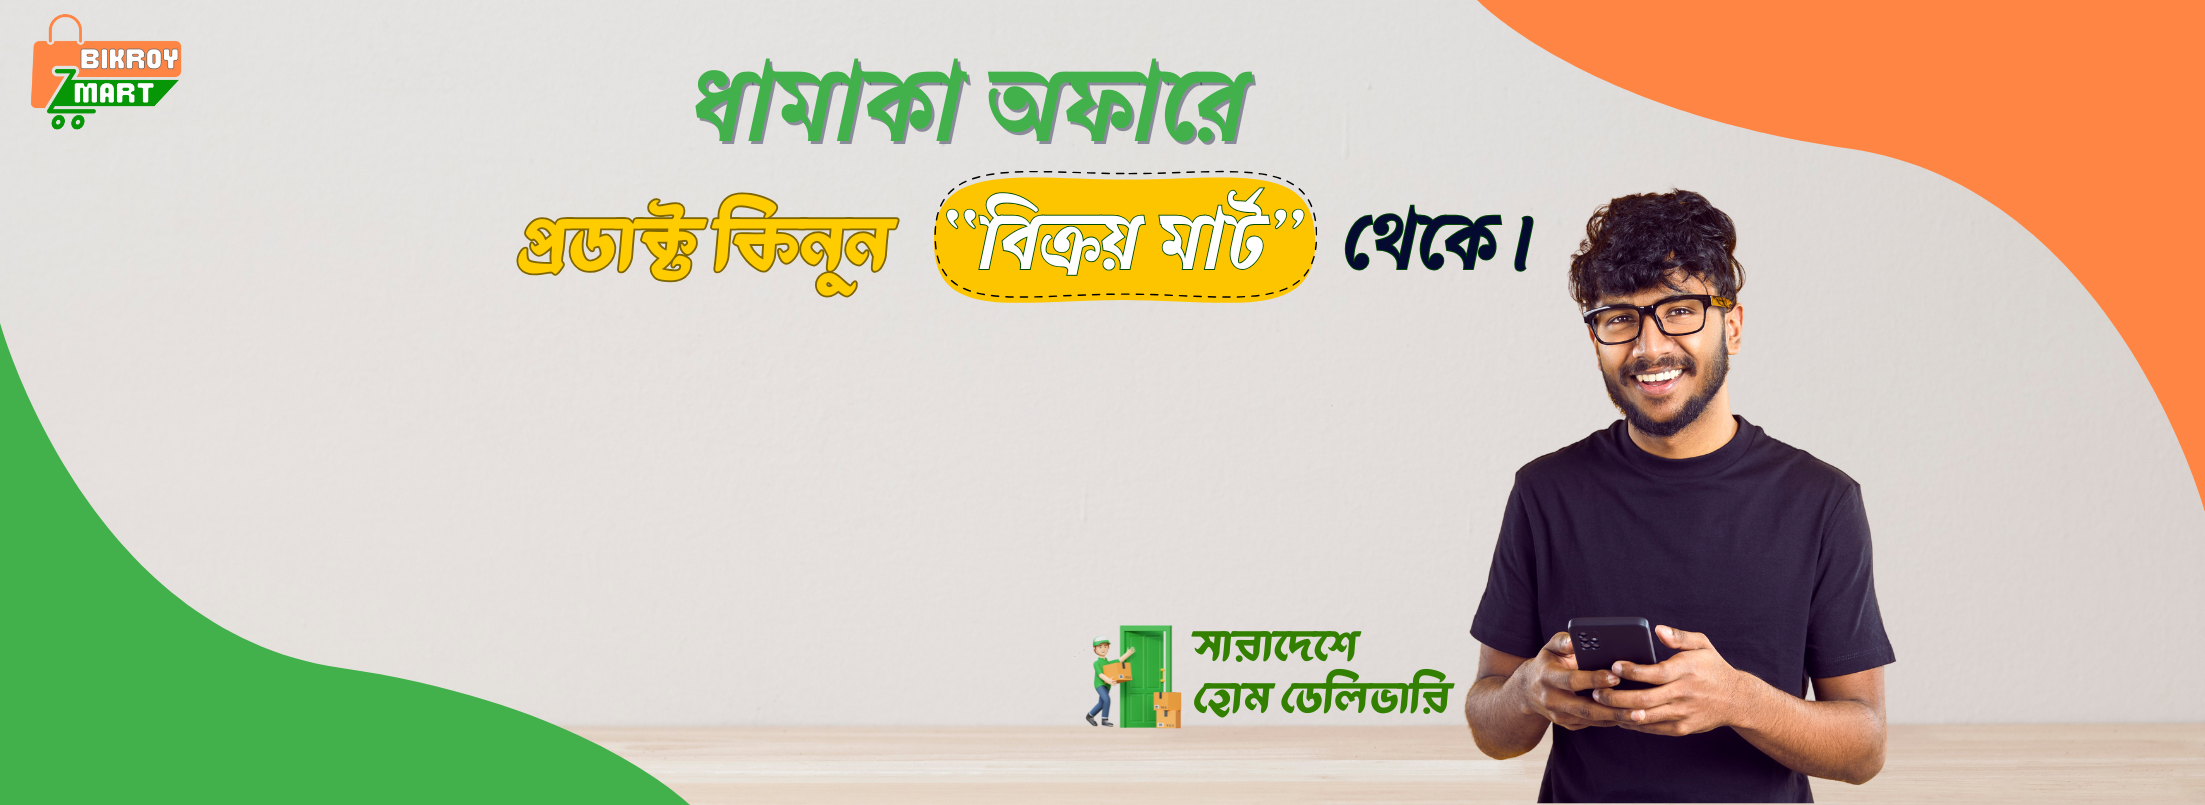 BIKROY
MART
ধামাকা অফারে
প্রডাক্ট কিনুন “বিক্রয় মার্ট” থেকে।
সারাদেশে
হোম ডেলিভারি